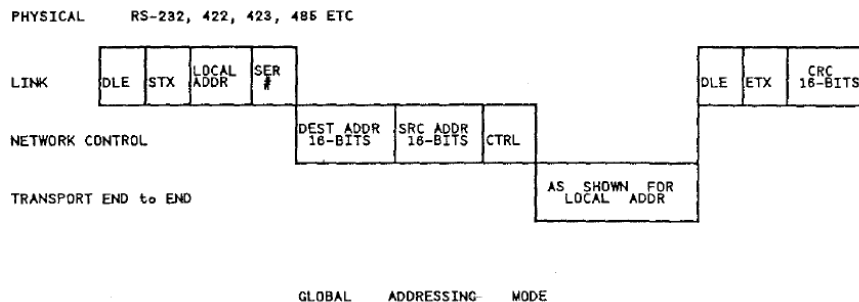 PHYSICAL RS-232, 422, 423, 485 ETC
LINK
DLE
STX
LOCAL
ADDR
SER
#
DLE
ETX
CRC
16-BITS
NETWORK CONTROL
DEST ADDR
16-BITS
SRC ADDR
16-BITS
CTRL
TRANSPORT END to END
AS SHOWN FOR
LOCAL ADDR
GLOBAL ADDRESSING MODE